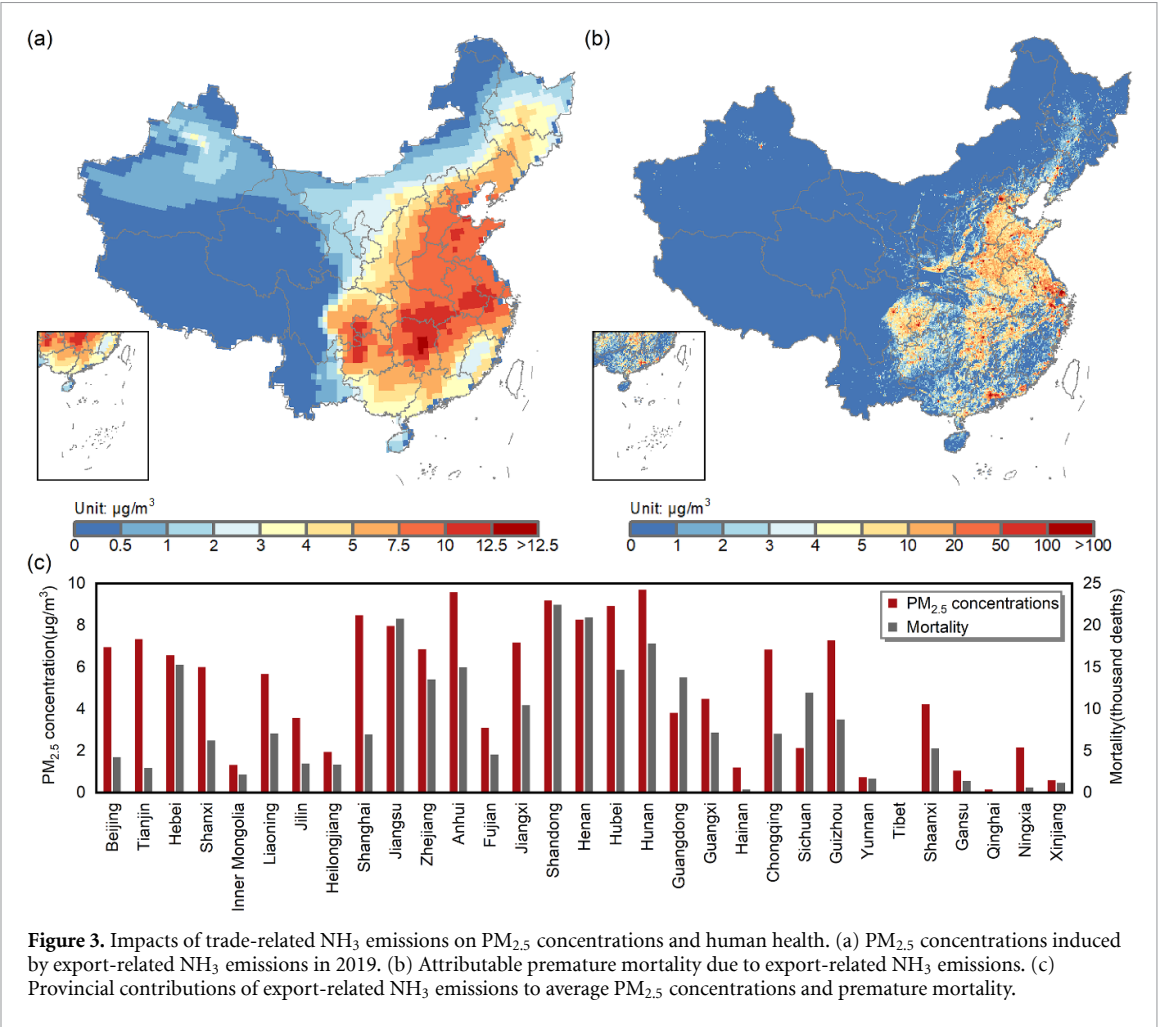 (a)
(b)
Unit: µg/m³
0 0.5 1 2 3 4 5 7.5 10 12.5 >12.5
Unit: µg/m³
0 1 2 3 4 5 10 20 50 100 >100
(c)
PM₂.₅ concentration(µg/m³)
10
8
6
4
2
0
PM₂.₅ concentrations
Mortality
25
20
15
10
5
0
Mortality(thousand deaths)
Beijing
Tianjin
Hebei
Shanxi
Inner Mongolia
Liaoning
Jilin
Heilongjiang
Shanghai
Jiangsu
Zhejiang
Anhui
Fujian
Jiangxi
Shandong
Henan
Hubei
Hunan
Guangdong
Guangxi
Hainan
Chongqing
Sichuan
Guizhou
Yunnan
Tibet
Shaanxi
Gansu
Qinghai
Ningxia
Xinjiang
Figure 3. Impacts of trade-related NH₃ emissions on PM₂.₅ concentrations and human health. (a) PM₂.₅ concentrations induced
by export-related NH₃ emissions in 2019. (b) Attributable premature mortality due to export-related NH₃ emissions. (c)
Provincial contributions of export-related NH₃ emissions to average PM₂.₅ concentrations and premature mortality.